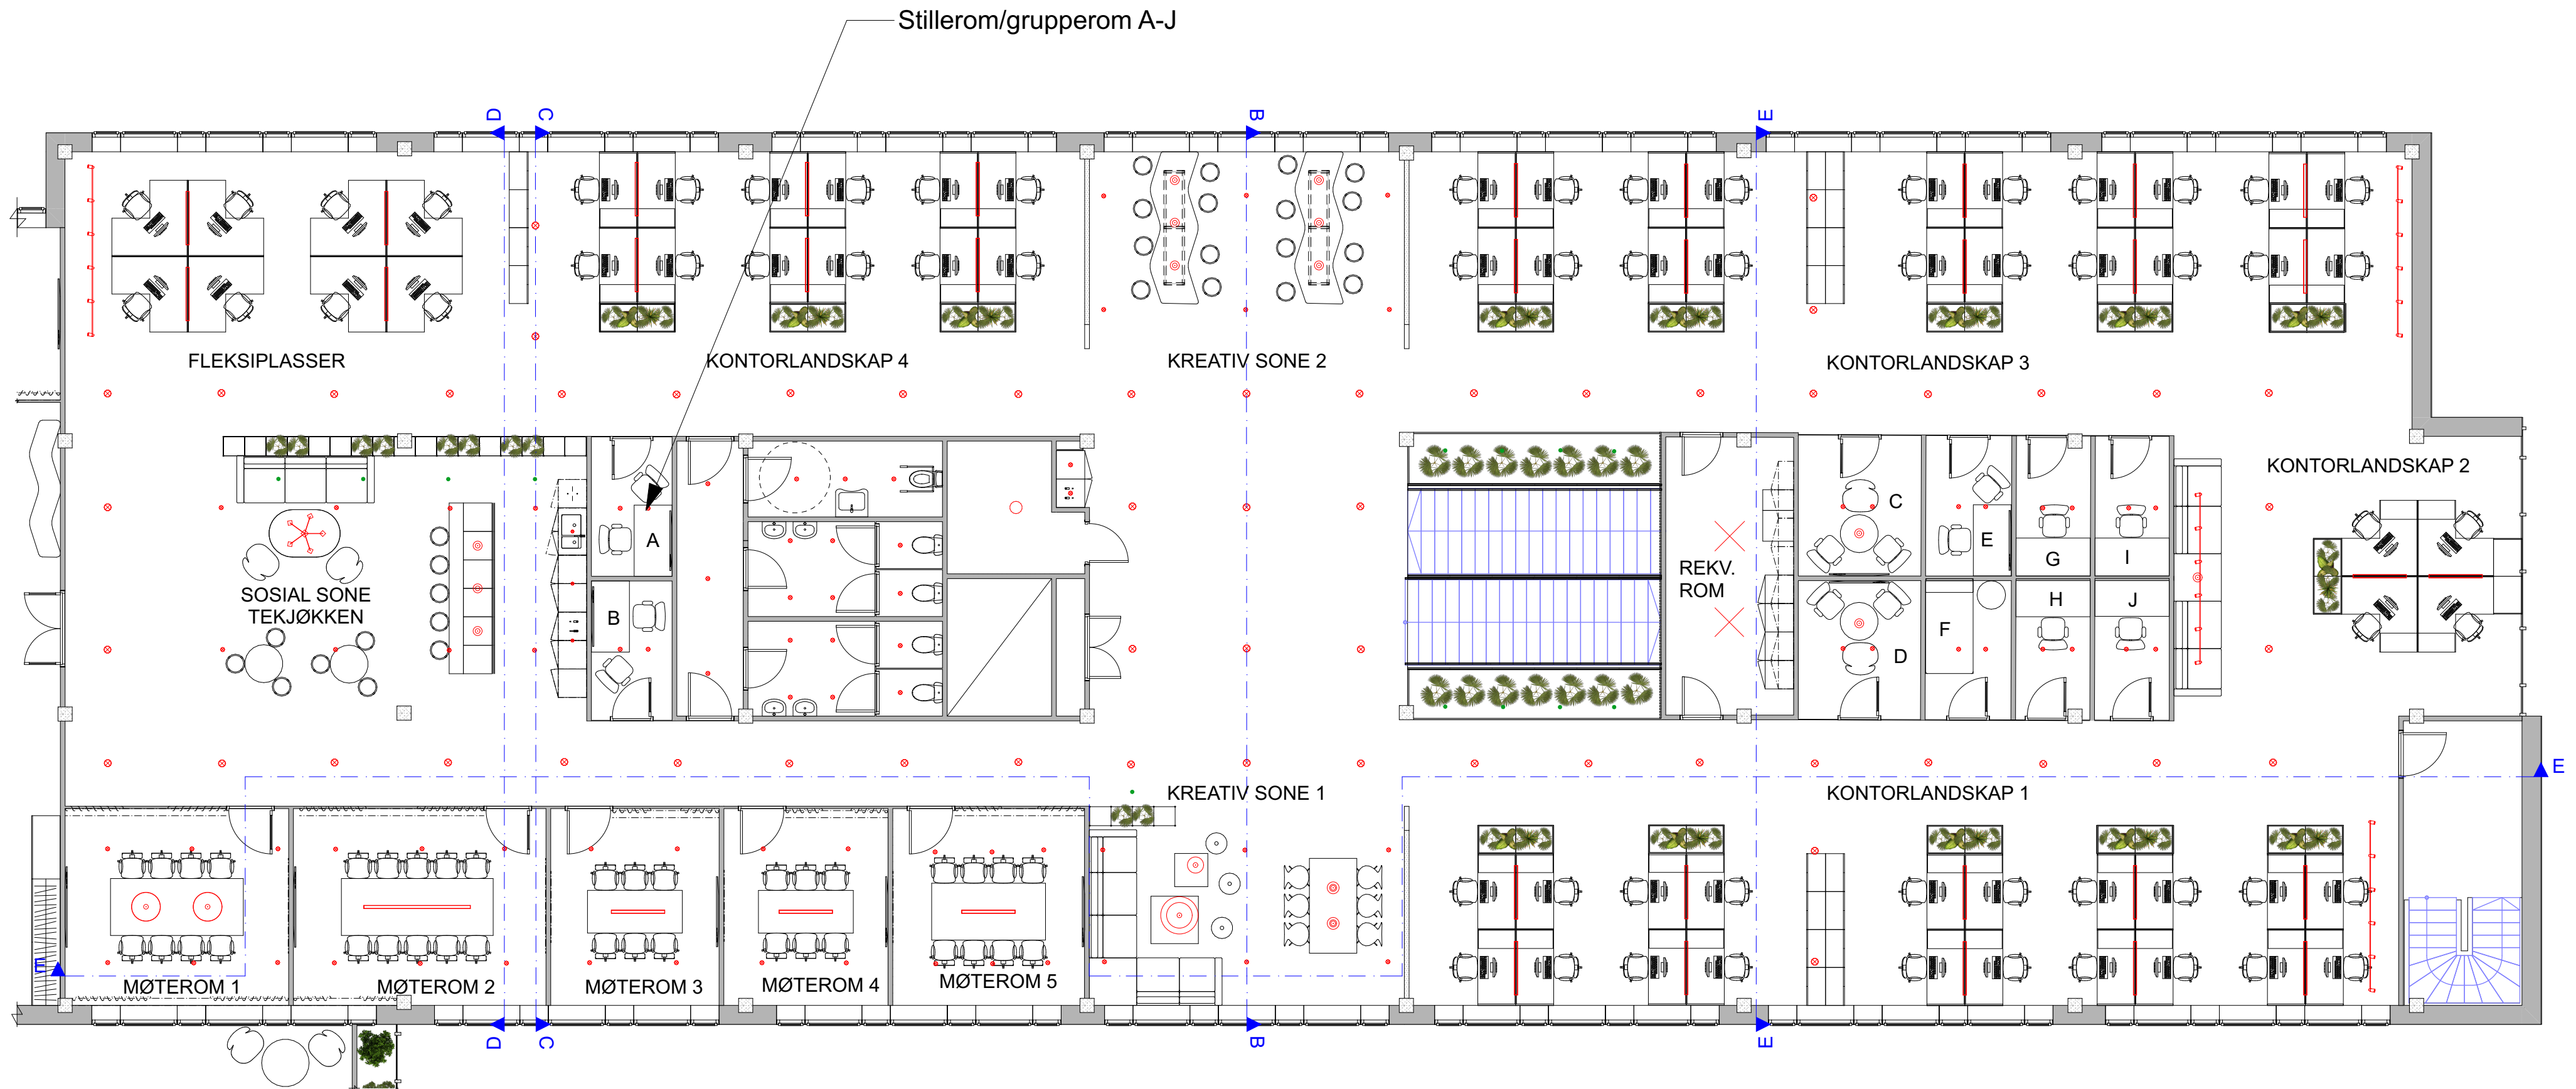 Stillerom/grupperom A-J
D
C
B
E
FLEKSIPLASSER
KONTORLANDSKAP 4
KREATIV SONE 2
KONTORLANDSKAP 3
KONTORLANDSKAP 2
A
B
C
D
E
F
G
H
I
J
REKV.
ROM
SOSIAL SONE
TEKJØKKEN
KREATIV SONE 1
KONTORLANDSKAP 1
E
E
MØTEROM 1
MØTEROM 2
MØTEROM 3
MØTEROM 4
MØTEROM 5
D
C
B
E